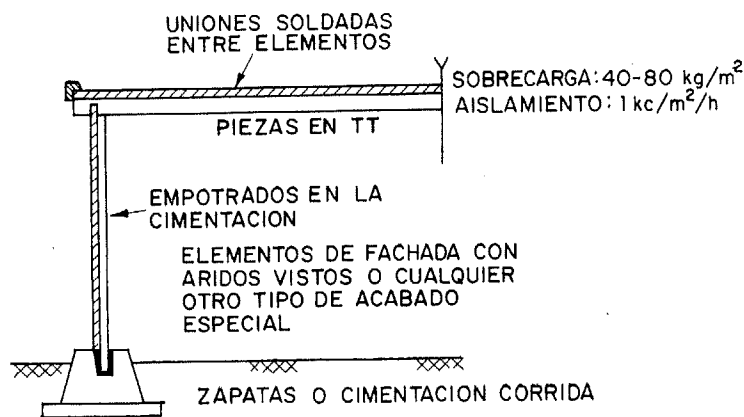 UNIONES SOLDADAS
ENTRE ELEMENTOS
SOBRECARGA: 40-80 kg/m²
AISLAMIENTO: 1 kc/m²/h
PIEZAS EN TT
EMPOTRADOS EN LA
CIMENTACION
ELEMENTOS DE FACHADA CON
ARIDOS VISTOS O CUALQUIER
OTRO TIPO DE ACABADO
ESPECIAL
ZAPATAS O CIMENTACION CORRIDA